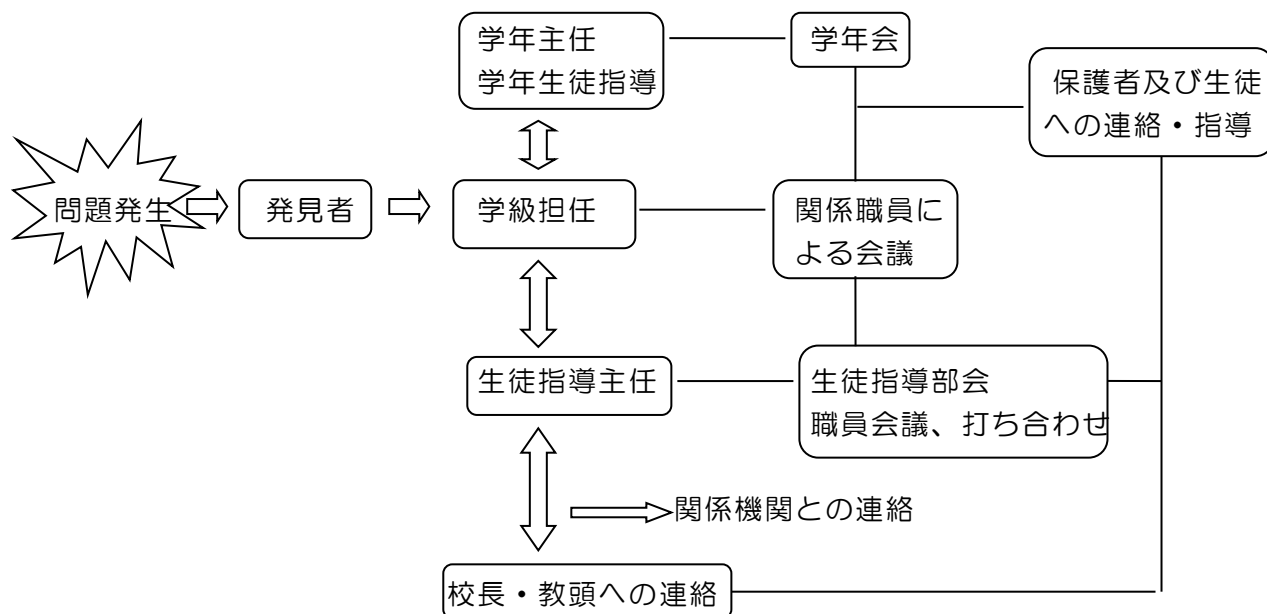 学年主任
学年生徒指導
学年会
保護者及び生徒
への連絡・指導
問題発生
発見者
学級担任
関係職員に
よる会議
生徒指導主任
生徒指導部会
職員会議、打ち合わせ
関係機関との連絡
校長・教頭への連絡